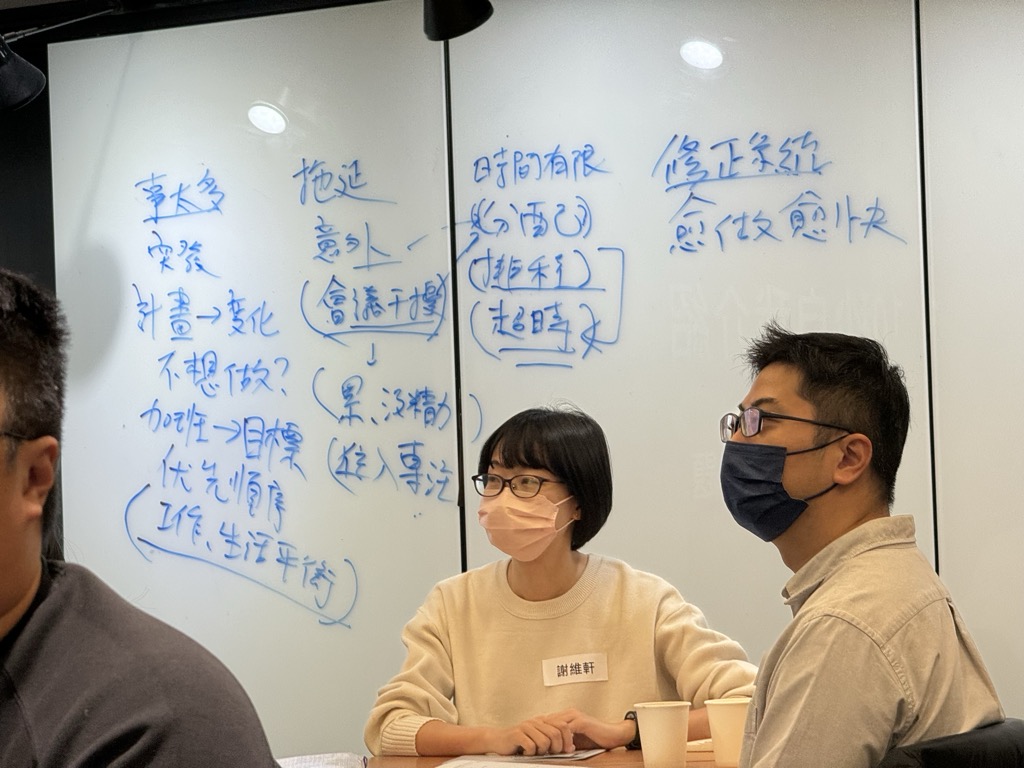 事太多
突發
計畫→变化
不想做?
加班→目標
优先順序
(工作、生活平衡)
拖延
意外
(會議干擾)
↓
(累、沒精力)
(進入專注
時間有限
(分配)
(排程)
(超時)
修正系統
愈做愈快
謝維軒